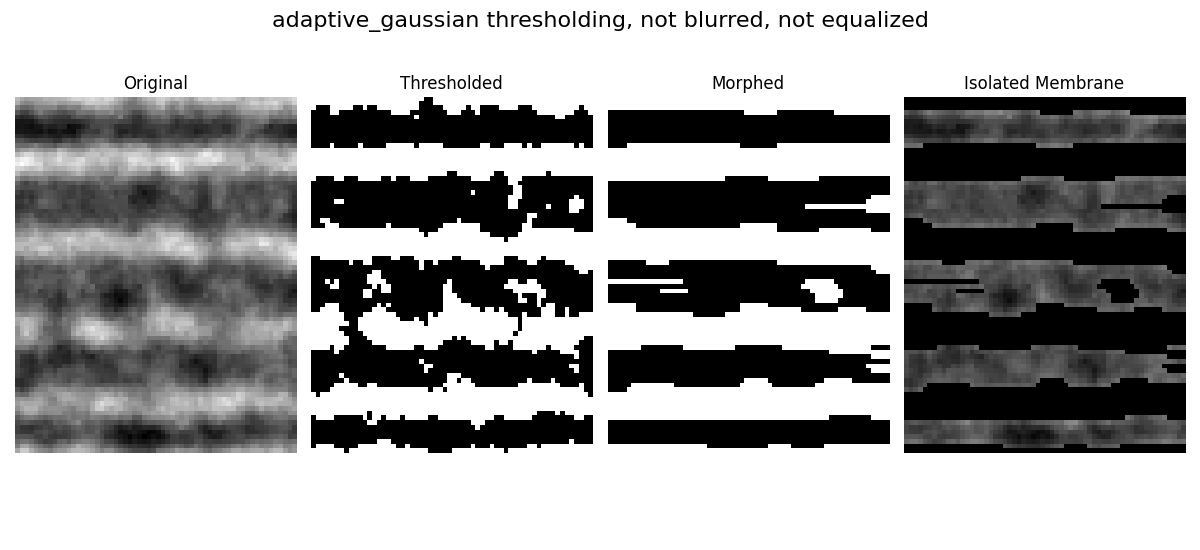 adaptive_gaussian thresholding, not blurred, not equalized
Original
Thresholded
Morphed
Isolated Membrane